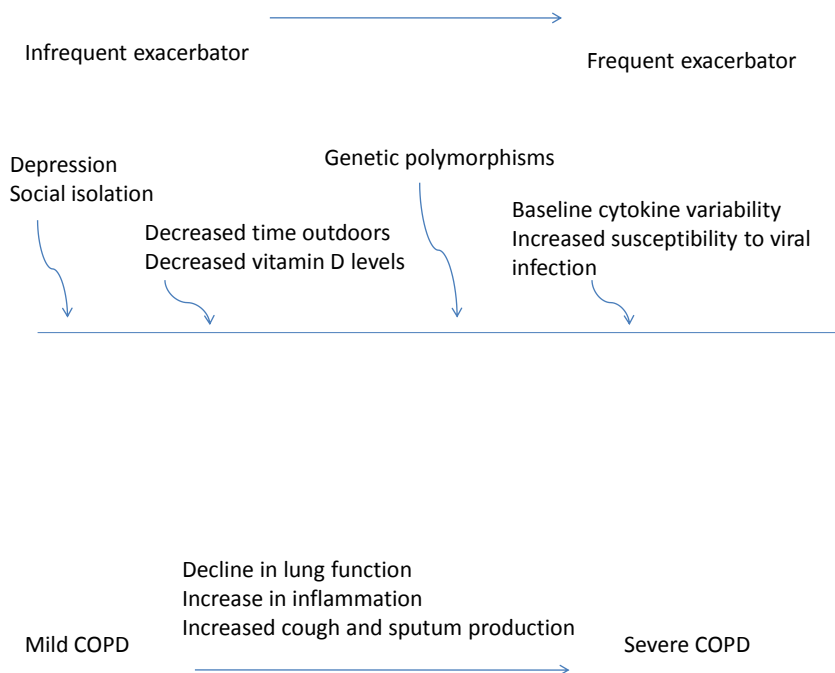 Infrequent exacerbator
Frequent exacerbator
Depression
Social isolation
Decreased time outdoors
Decreased vitamin D levels
Genetic polymorphisms
Baseline cytokine variability
Increased susceptibility to viral
infection
Decline in lung function
Increase in inflammation
Increased cough and sputum production
Mild COPD
Severe COPD